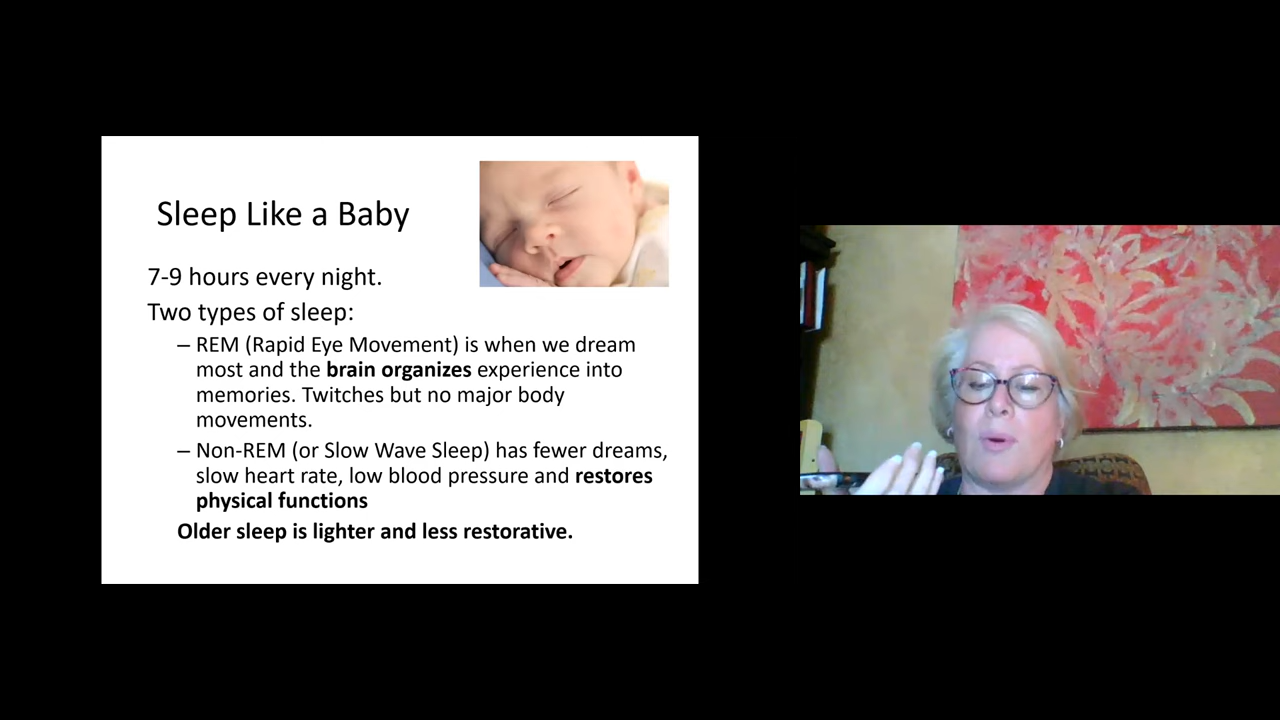 Sleep Like a Baby
7-9 hours every night.
Two types of sleep:
– REM (Rapid Eye Movement) is when we dream
most and the brain organizes experience into
memories. Twitches but no major body
movements.
– Non-REM (or Slow Wave Sleep) has fewer dreams,
slow heart rate, low blood pressure and restores
physical functions
Older sleep is lighter and less restorative.